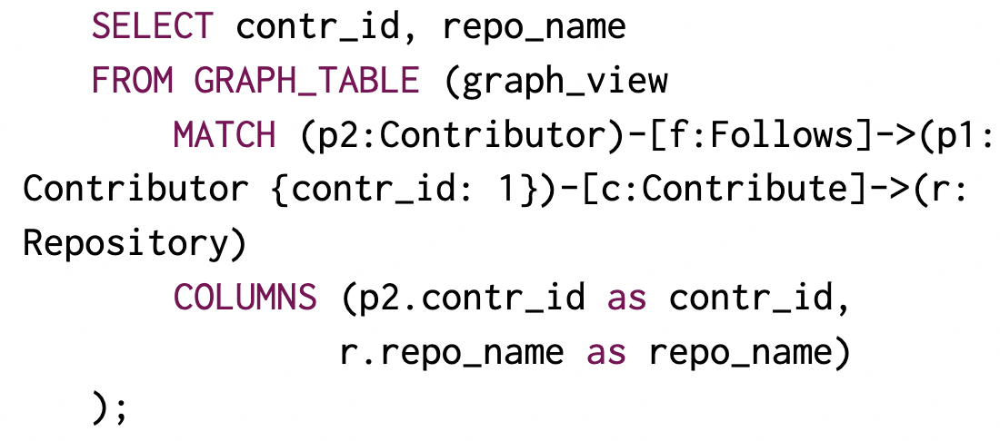 SELECT contr_id, repo_name
FROM GRAPH_TABLE (graph_view
MATCH (p2:Contributor)-[f:Follows]->(p1:
Contributor {contr_id: 1})-[c:Contribute]->(r:
Repository)
COLUMNS (p2.contr_id as contr_id,
r.repo_name as repo_name)
);